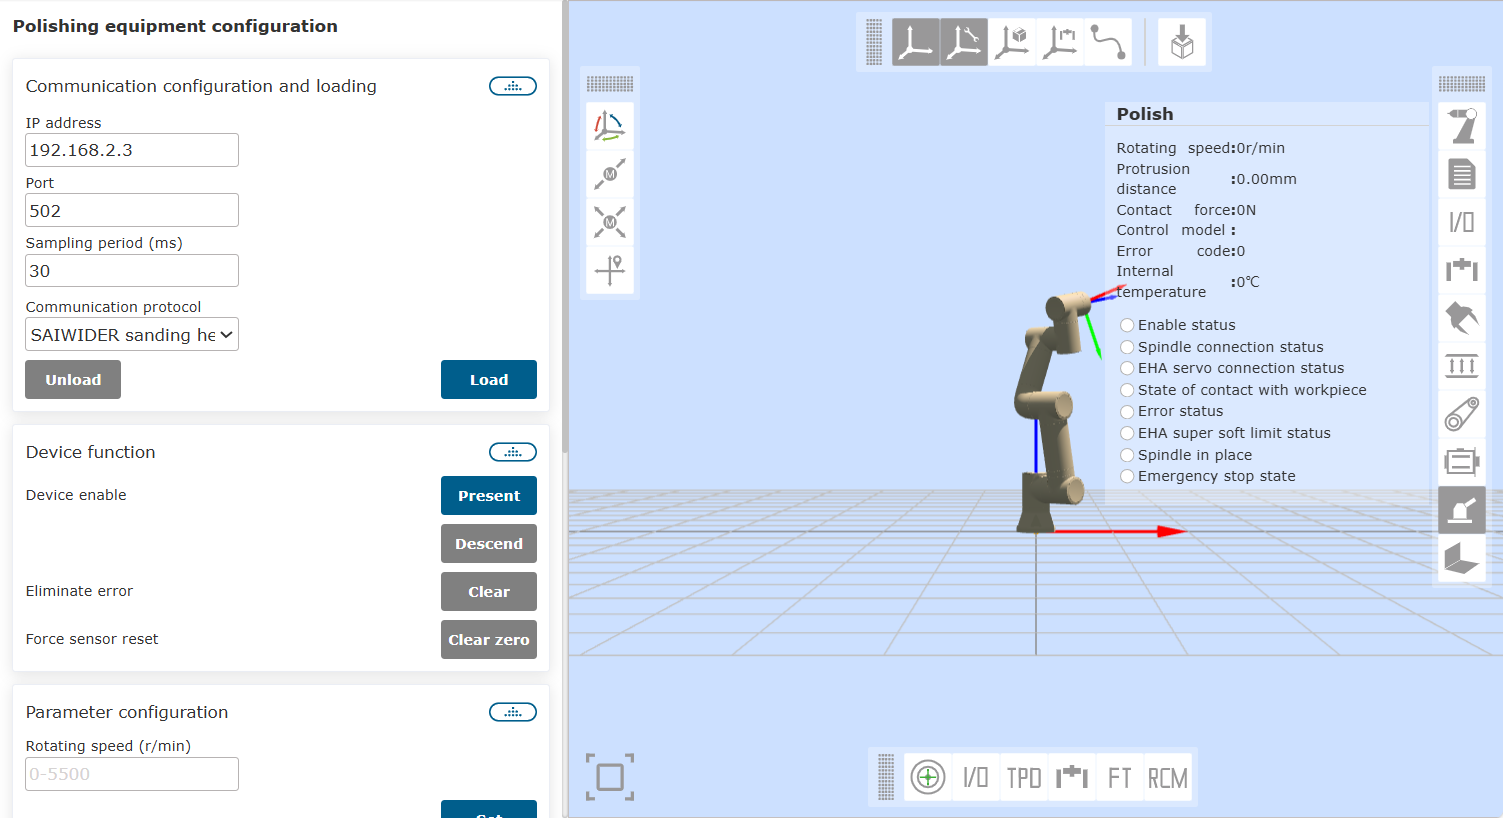 Polishing equipment configuration
Communication configuration and loading
IP address
192.168.2.3
Port
502
Sampling period (ms)
30
Communication protocol
SAIWIDER sanding he
Unload
Load
Device function
Device enable
Present
Descend
Eliminate error
Clear
Force sensor reset
Clear zero
Parameter configuration
Rotating speed (r/min)
0-5500
Set
M
M
Polish
Rotating speed:0r/min
Protrusion
distance :0.00mm
Contact force:0N
Control model :
Error code:0
Internal
temperature :0℃
Enable status
Spindle connection status
EHA servo connection status
State of contact with workpiece
Error status
EHA super soft limit status
Spindle in place
Emergency stop state
I/O
I/O
TPD
FT
RCM